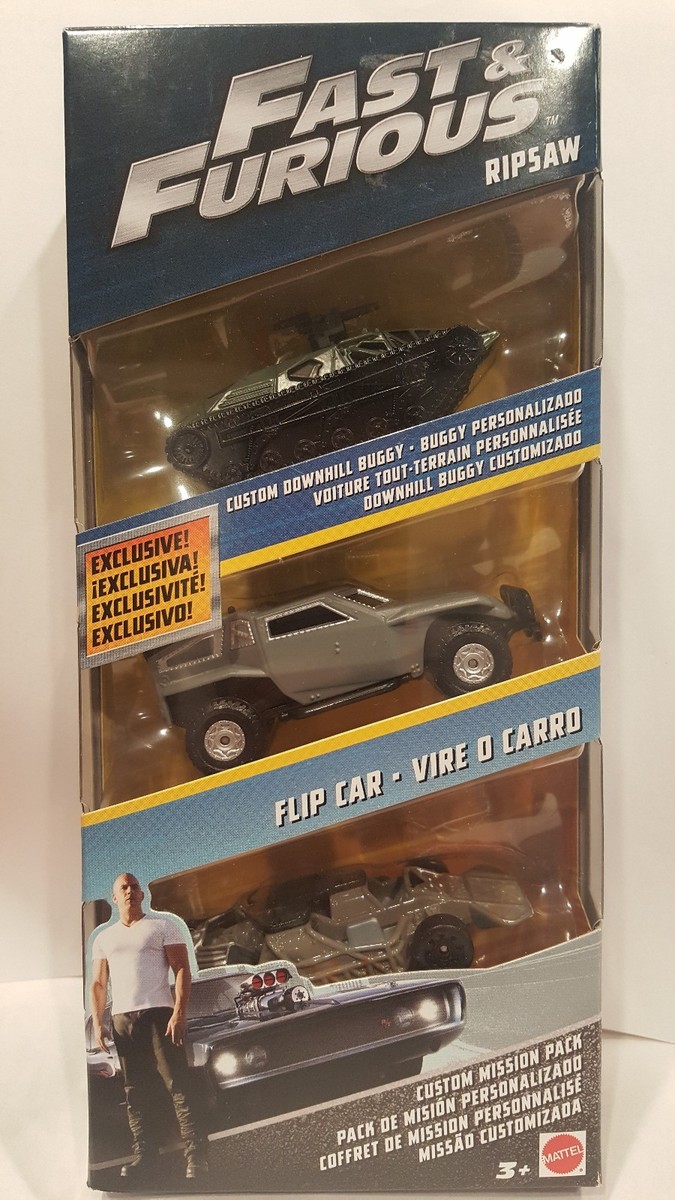 FAST &
FURIOUS™
RIPSAW
CUSTOM DOWNHILL BUGGY · BUGGY PERSONALIZADO
VOITURE TOUT-TERRAIN PERSONNALISÉE
DOWNHILL BUGGY CUSTOMIZADO
EXCLUSIVE!
¡EXCLUSIVA!
EXCLUSIVITÉ!
EXCLUSIVO!
FLIP CAR · VIRE O CARRO
R/T
CUSTOM MISSION PACK
PACK DE MISIÓN PERSONALIZADO
COFFRET DE MISSION PERSONNALISÉ
MISSÃO CUSTOMIZADA
3+
MATTEL